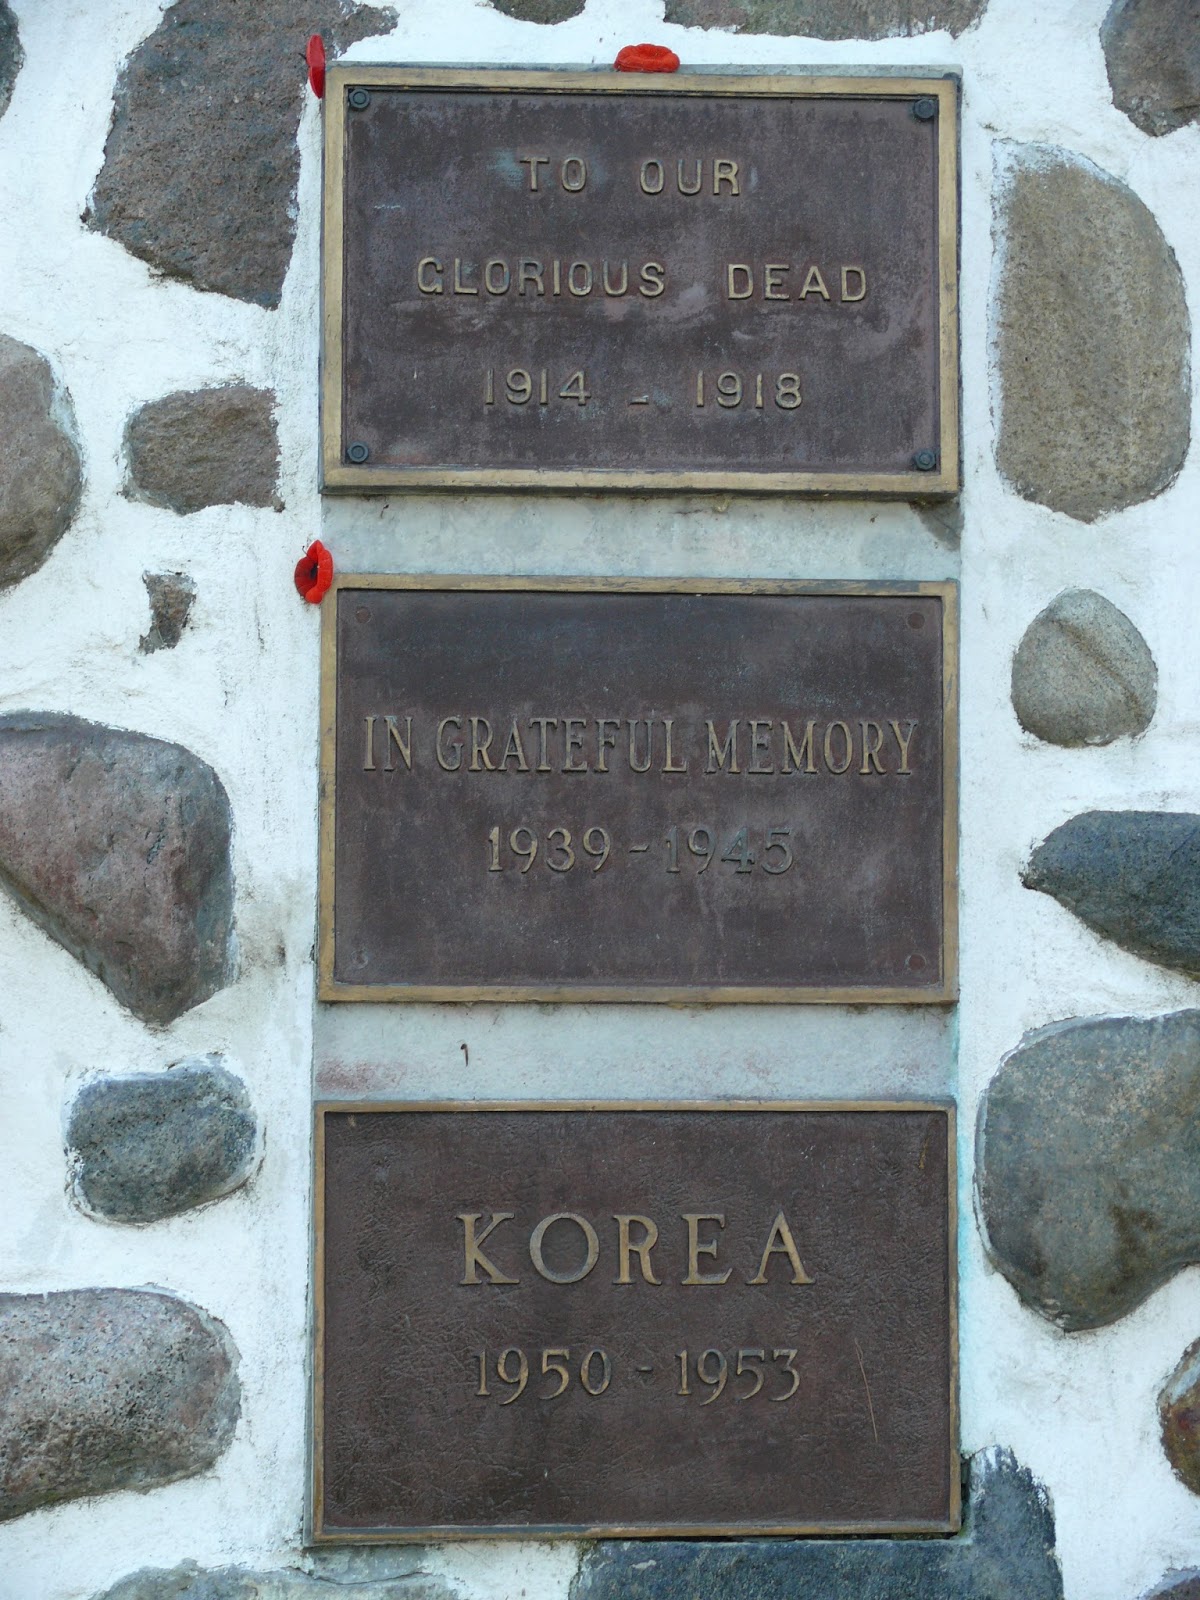 TO OUR
GLORIOUS DEAD
1914 - 1918
IN GRATEFUL MEMORY
1939 - 1945
KOREA
1950 - 1953